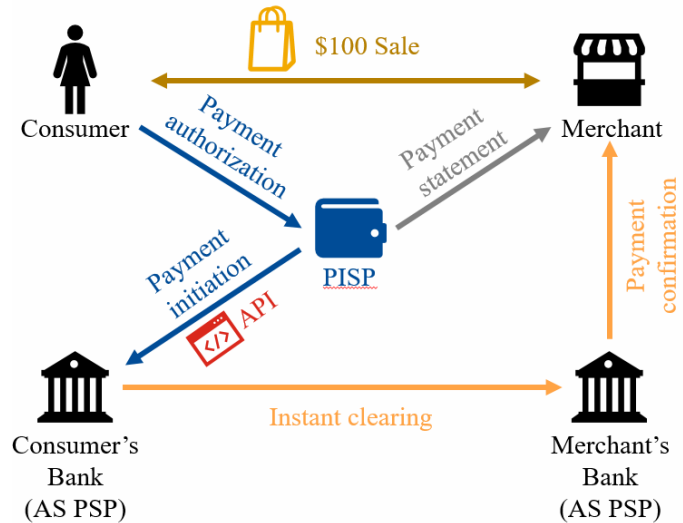 $100 Sale
Consumer
Merchant
Payment
authorization
Payment
statement
PISP
Payment
initiation
</>
API
Payment
confirmation
Instant clearing
Consumer's
Bank
(AS PSP)
Merchant's
Bank
(AS PSP)